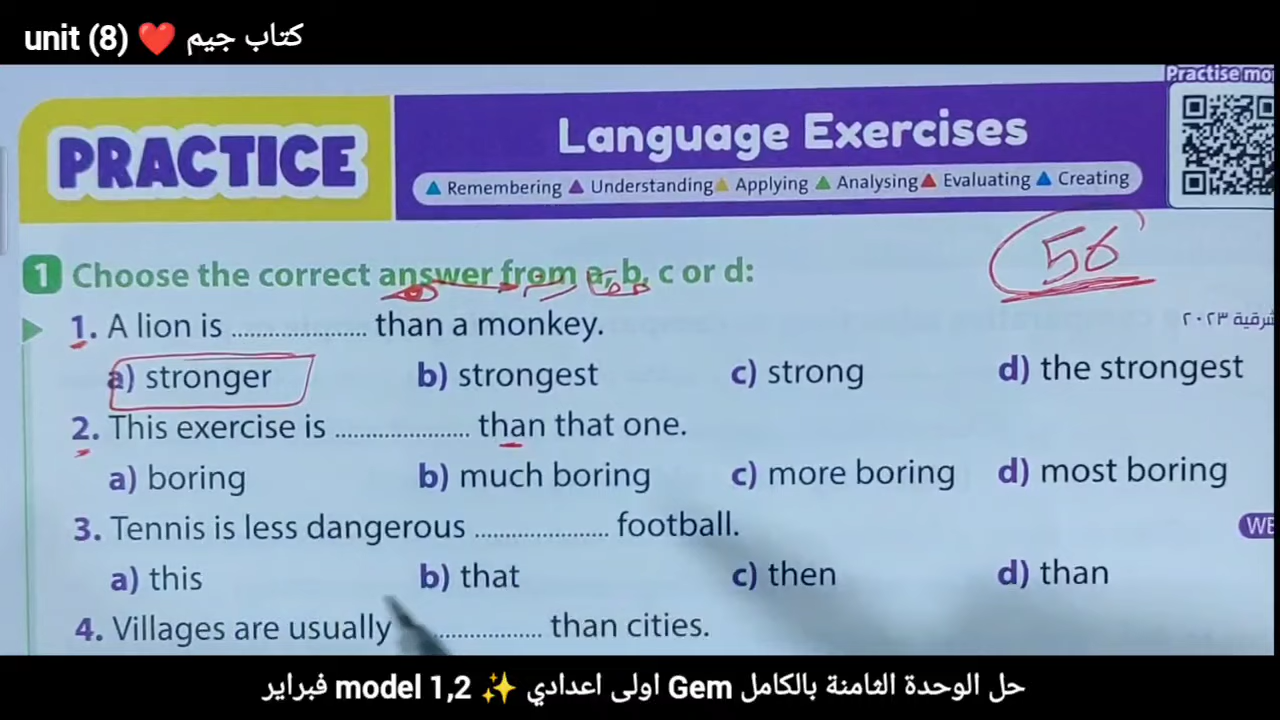 unit (8) ❤️ كتاب جيم
Practise mo
PRACTICE
Language Exercises
Remembering Understanding Applying Analysing Evaluating Creating
56
1 Choose the correct answer from a, b, c or d:
1. A lion is .................... than a monkey.
شرقية ٢٠٢٣
a) stronger b) strongest c) strong d) the strongest
2. This exercise is .................... than that one.
a) boring b) much boring c) more boring d) most boring
3. Tennis is less dangerous .................... football.
WE
a) this b) that c) then d) than
4. Villages are usually .................... than cities.
حل الوحدة الثامنة بالكامل Gem اولى اعدادي ✨ model 1,2 فبراير